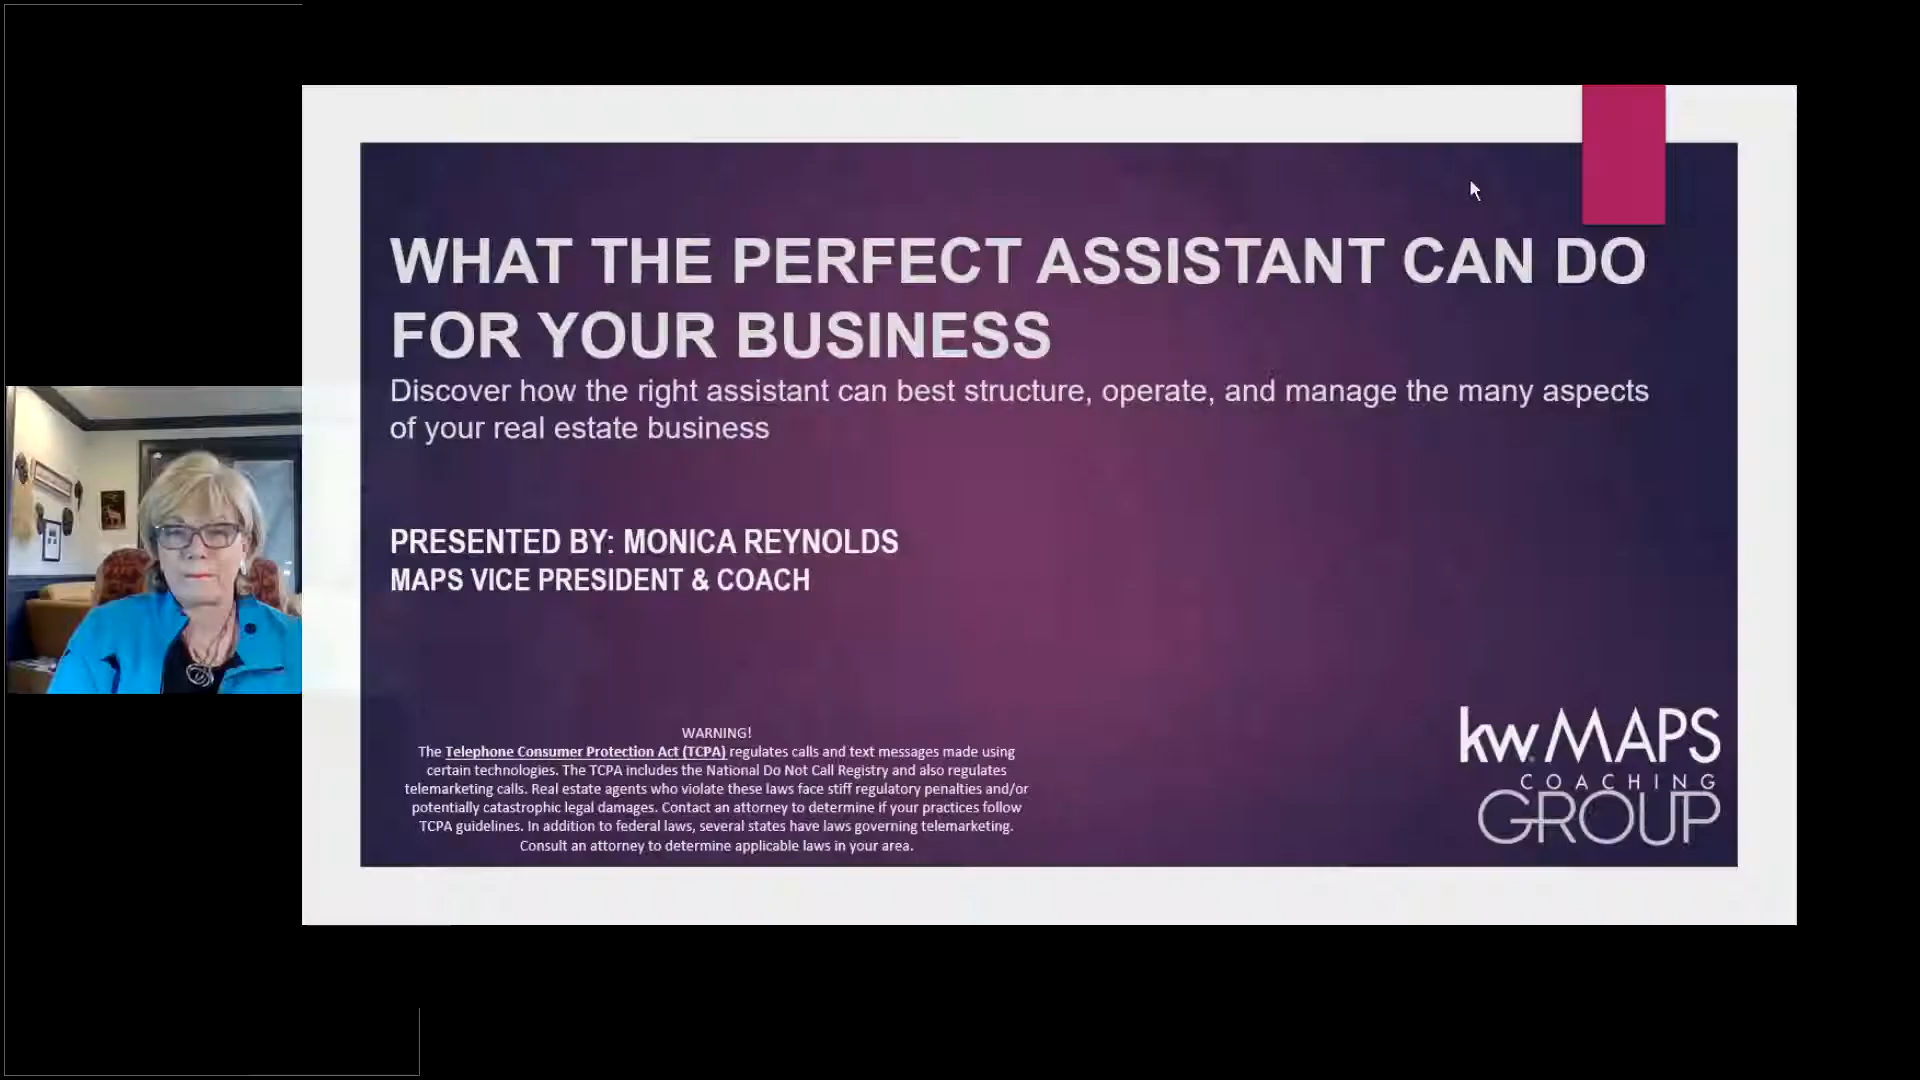 WHAT THE PERFECT ASSISTANT CAN DO
FOR YOUR BUSINESS
Discover how the right assistant can best structure, operate, and manage the many aspects
of your real estate business
PRESENTED BY: MONICA REYNOLDS
MAPS VICE PRESIDENT & COACH
WARNING!
The Telephone Consumer Protection Act (TCPA) regulates calls and text messages made using
certain technologies. The TCPA includes the National Do Not Call Registry and also regulates
telemarketing calls. Real estate agents who violate these laws face stiff regulatory penalties and/or
potentially catastrophic legal damages. Contact an attorney to determine if your practices follow
TCPA guidelines. In addition to federal laws, several states have laws governing telemarketing.
Consult an attorney to determine applicable laws in your area.
kw MAPS
COACHING
GROUP